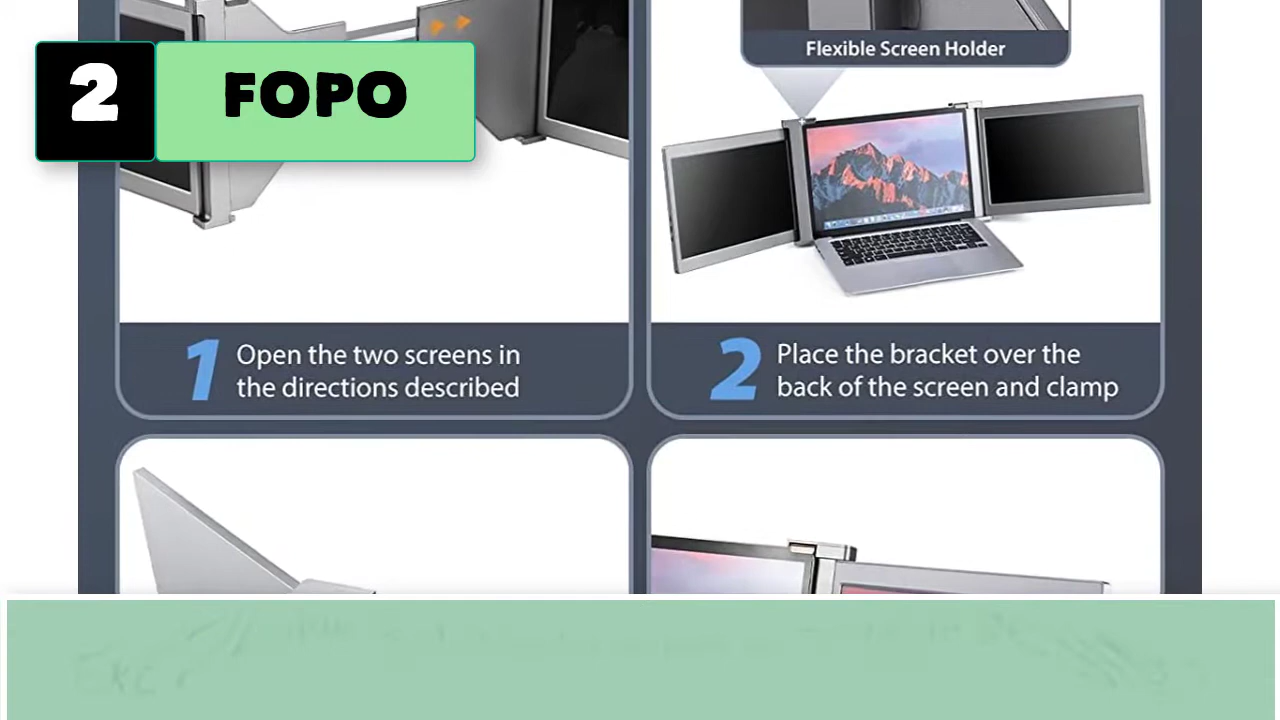 2 FOPO
Flexible Screen Holder
1 Open the two screens in
the directions described
2 Place the bracket over the
back of the screen and clamp